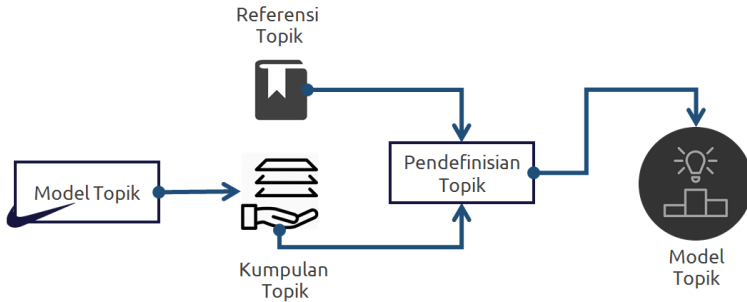 Referensi
Topik
Model Topik
Kumpulan
Topik
Pendefinisian
Topik
Model
Topik